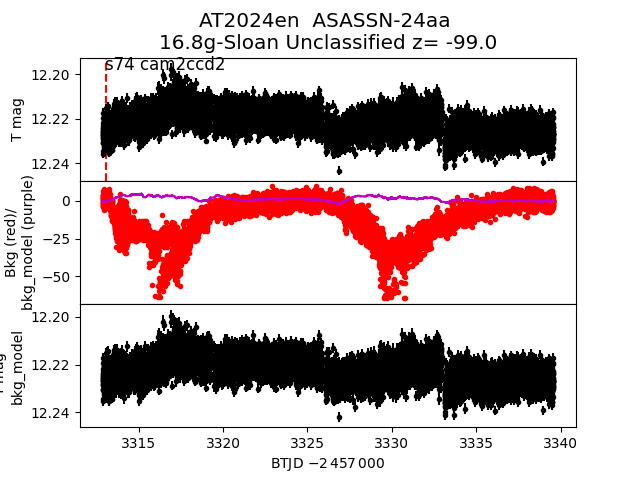 AT2024en ASASSN-24aa
16.8g-Sloan Unclassified z= -99.0
s74 cam2ccd2
12.20
12.22
12.24
T mag
0
−25
−50
Bkg (red)/
bkg_model (purple)
12.20
12.22
12.24
bkg_model
3315
3320
3325
3330
3335
3340
BTJD −2 457 000